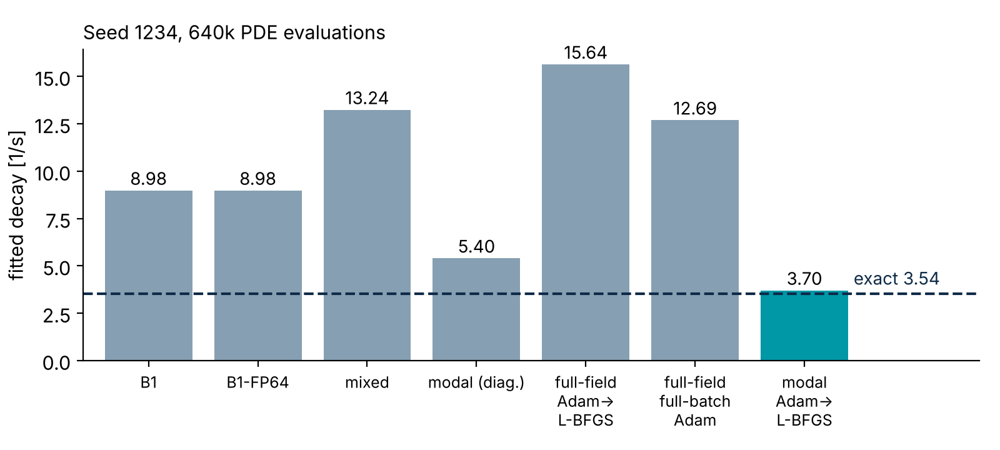 Seed 1234, 640k PDE evaluations
fitted decay [1/s]
15.0
12.5
10.0
7.5
5.0
2.5
0.0
8.98
8.98
13.24
5.40
15.64
12.69
3.70
exact 3.54
B1
B1-FP64
mixed
modal (diag.)
full-field
Adam→
L-BFGS
full-field
full-batch
Adam
modal
Adam→
L-BFGS